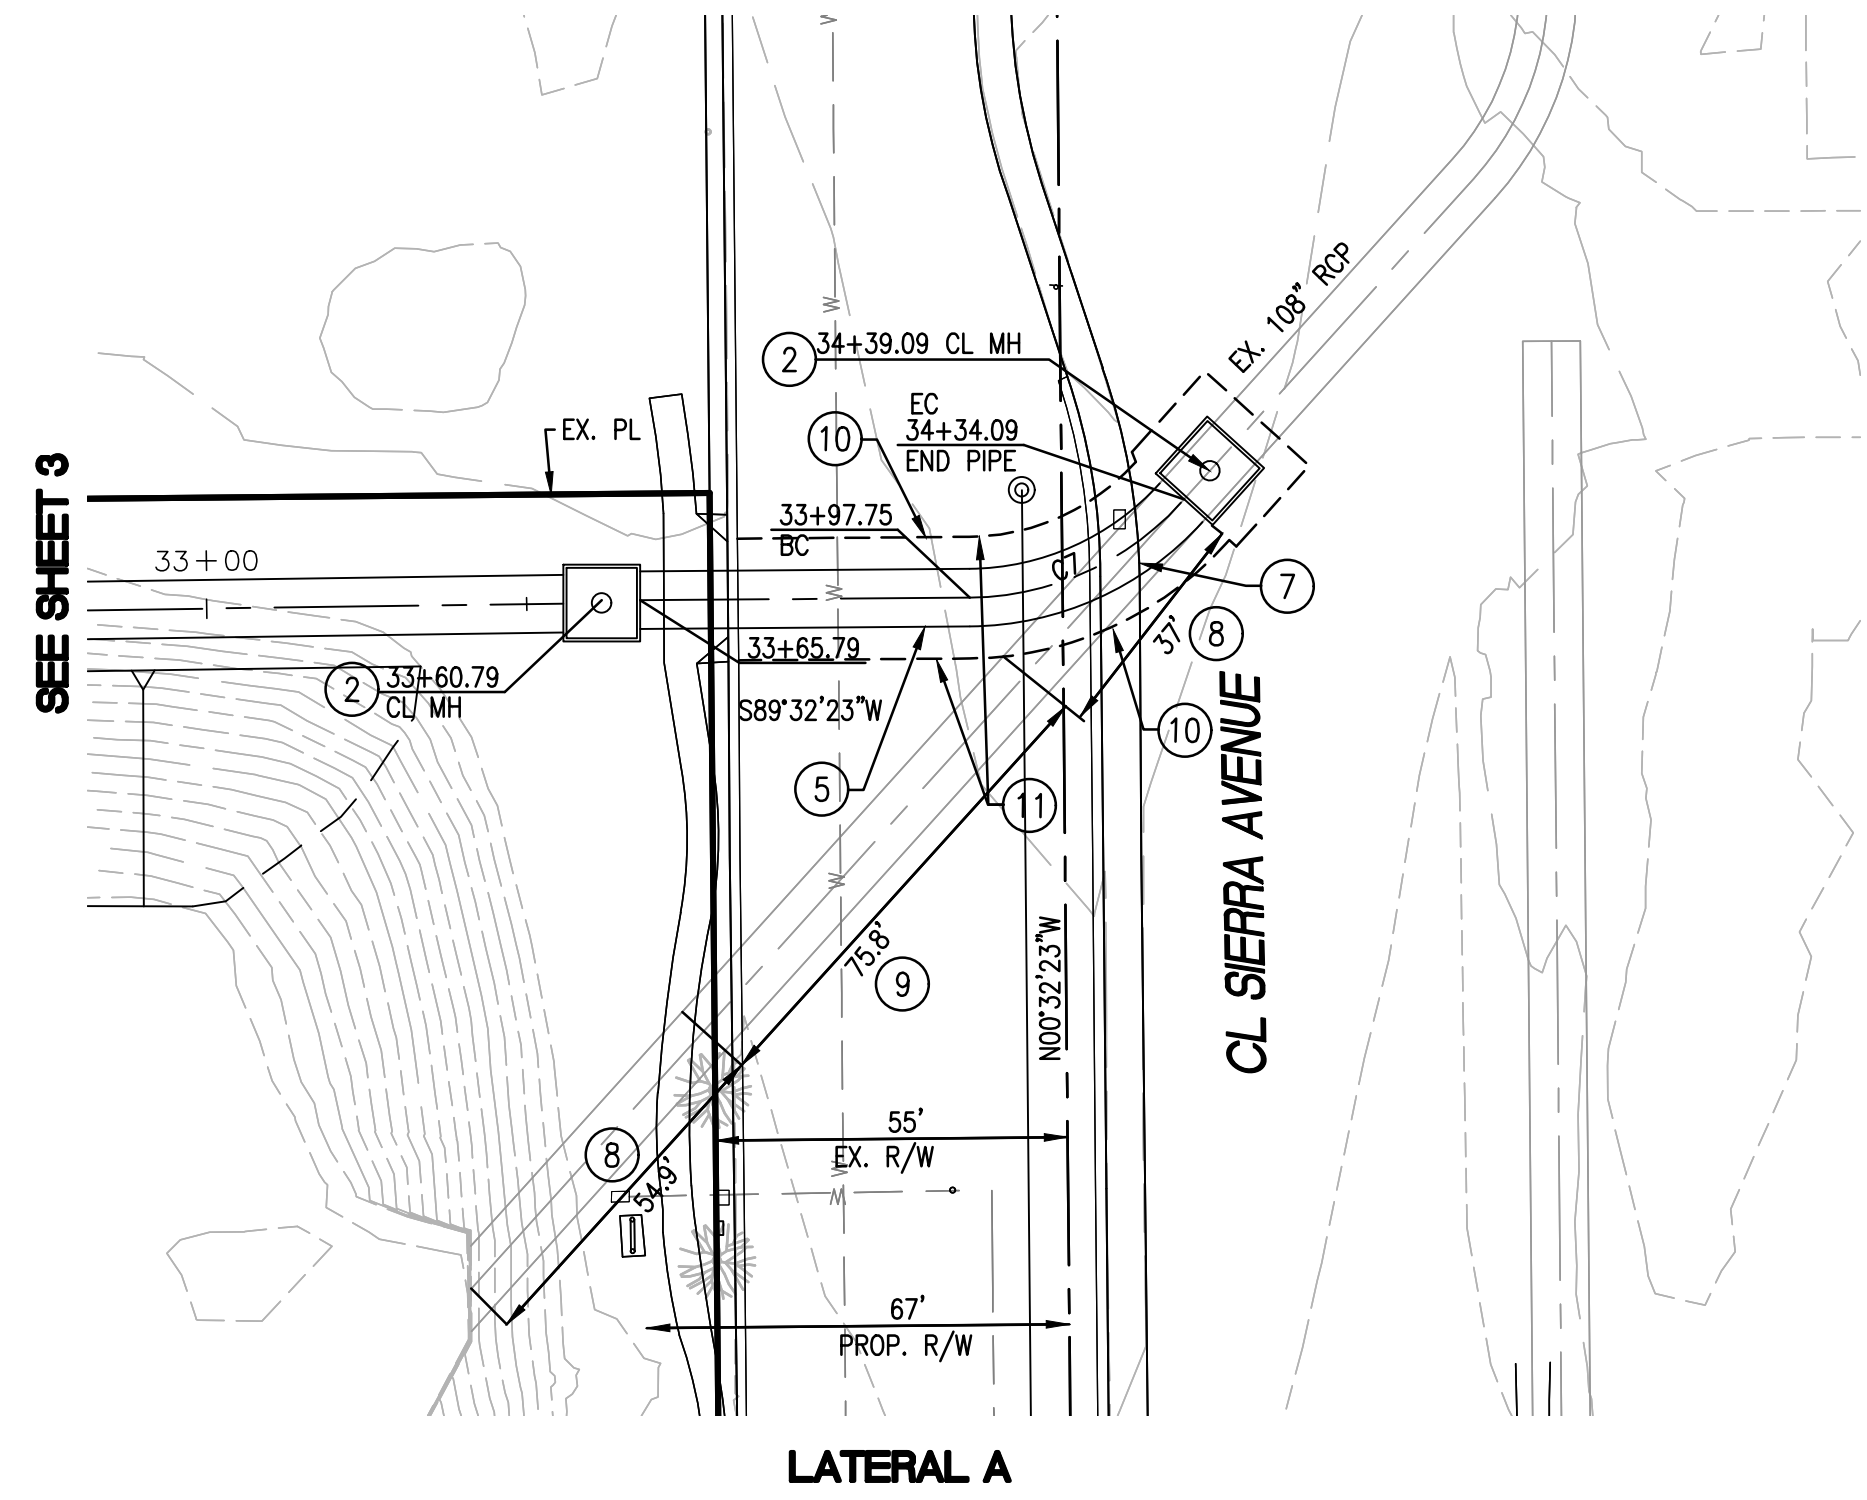 EX. 108" RCP
2
34+39.09 CL MH
10
EC
34+34.09
END PIPE
EX. PL
SEE SHEET 3
33+97.75
BC
33+00
C7
7
37'
8
33+65.79
2
33+60.79
CL MH
S89°32'23"W
10
5
11
CL SIERRA AVENUE
75.8'
9
N00°32'23"W
55'
EX. R/W
8
54.9'
W
W
W
W
W
W
67'
PROP. R/W
LATERAL A